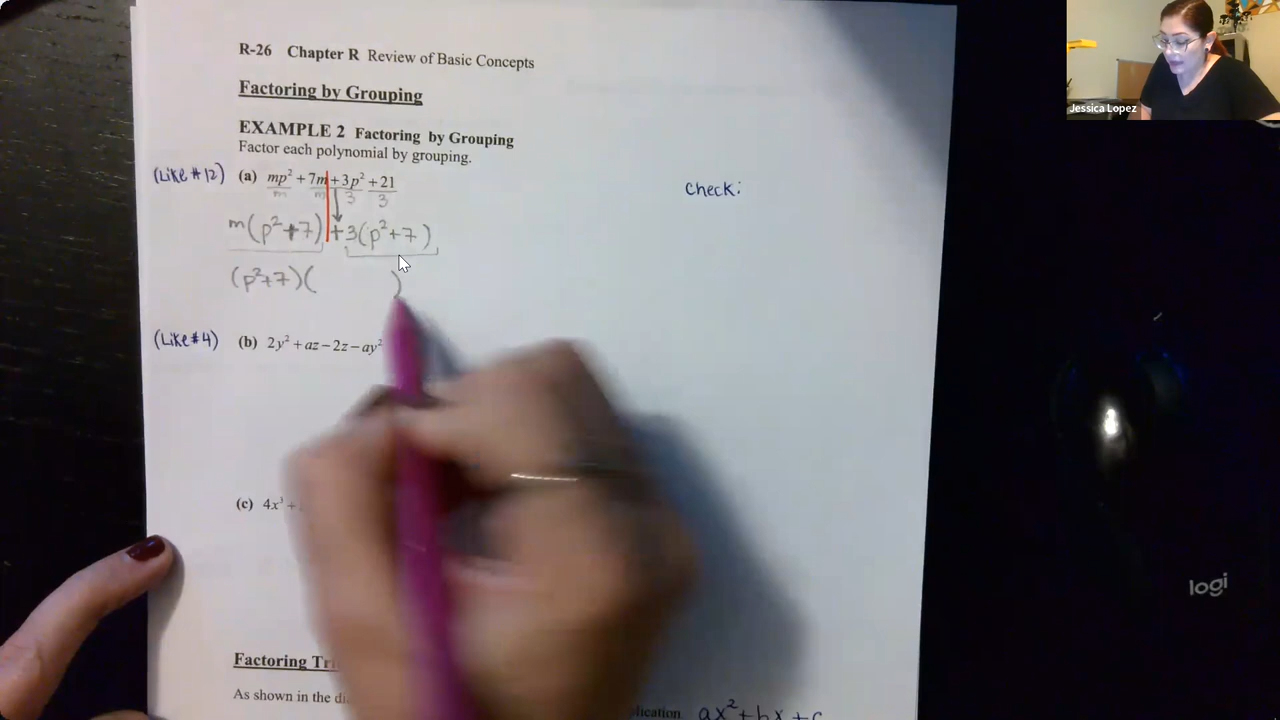 R-26 Chapter R Review of Basic Concepts
Factoring by Grouping
EXAMPLE 2 Factoring by Grouping
Factor each polynomial by grouping.
(Like #12) (a) mp² + 7m + 3p² + 21
m m 3 3
m(p²+7) + 3(p²+7)
(p²+7)( )
check:
(Like #4) (b) 2y² + az − 2z − ay²
(c) 4x³ +
Factoring
As shown in the
ax² + bx + c
Jessica Lopez
logi